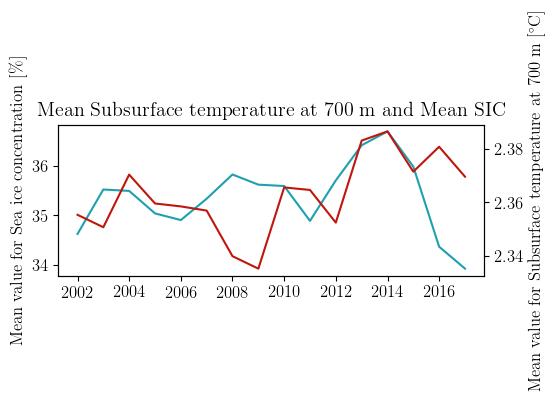 Mean Subsurface temperature at 700 m and Mean SIC
Mean value for Sea ice concentration [%]
36
35
34
2002 2004 2006 2008 2010 2012 2014 2016
2.38
2.36
2.34
Mean value for Subsurface temperature at 700 m [°C]